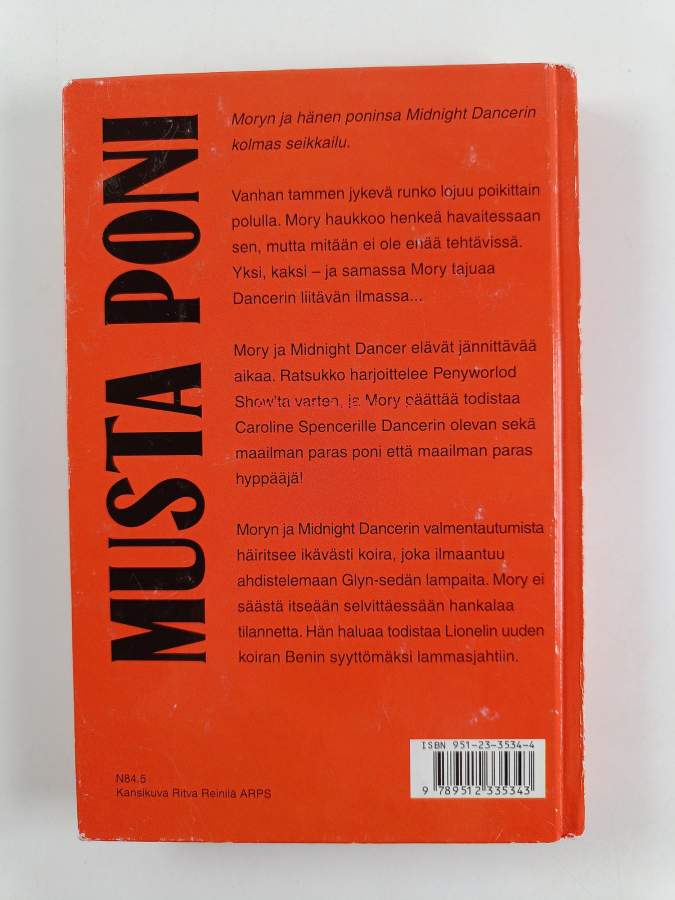 MUSTA PONI
Moryn ja hänen poninsa Midnight Dancerin
kolmas seikkailu.
Vanhan tammen jykevä runko lojuu poikittain
polulla. Mory haukkoo henkeä havaitessaan
sen, mutta mitään ei ole enää tehtävissä.
Yksi, kaksi – ja samassa Mory tajuaa
Dancerin liitävän ilmassa...
Mory ja Midnight Dancer elävät jännittävää
aikaa. Ratsukko harjoittelee Penyworlod
Show'ta varten, ja Mory päättää todistaa
Caroline Spencerille Dancerin olevan sekä
maailman paras poni että maailman paras
hyppääjä!
Moryn ja Midnight Dancerin valmentautumista
häiritsee ikävästi koira, joka ilmaantuu
ahdistelemaan Glyn-sedän lampaita. Mory ei
säästä itseään selvittäessään hankalaa
tilannetta. Hän haluaa todistaa Lionelin uuden
koiran Benin syyttömäksi lammasjahtiin.
ISBN 951-23-3534-4
9 789512 335343
N84.5
Kansikuva Ritva Reinilä ARPS